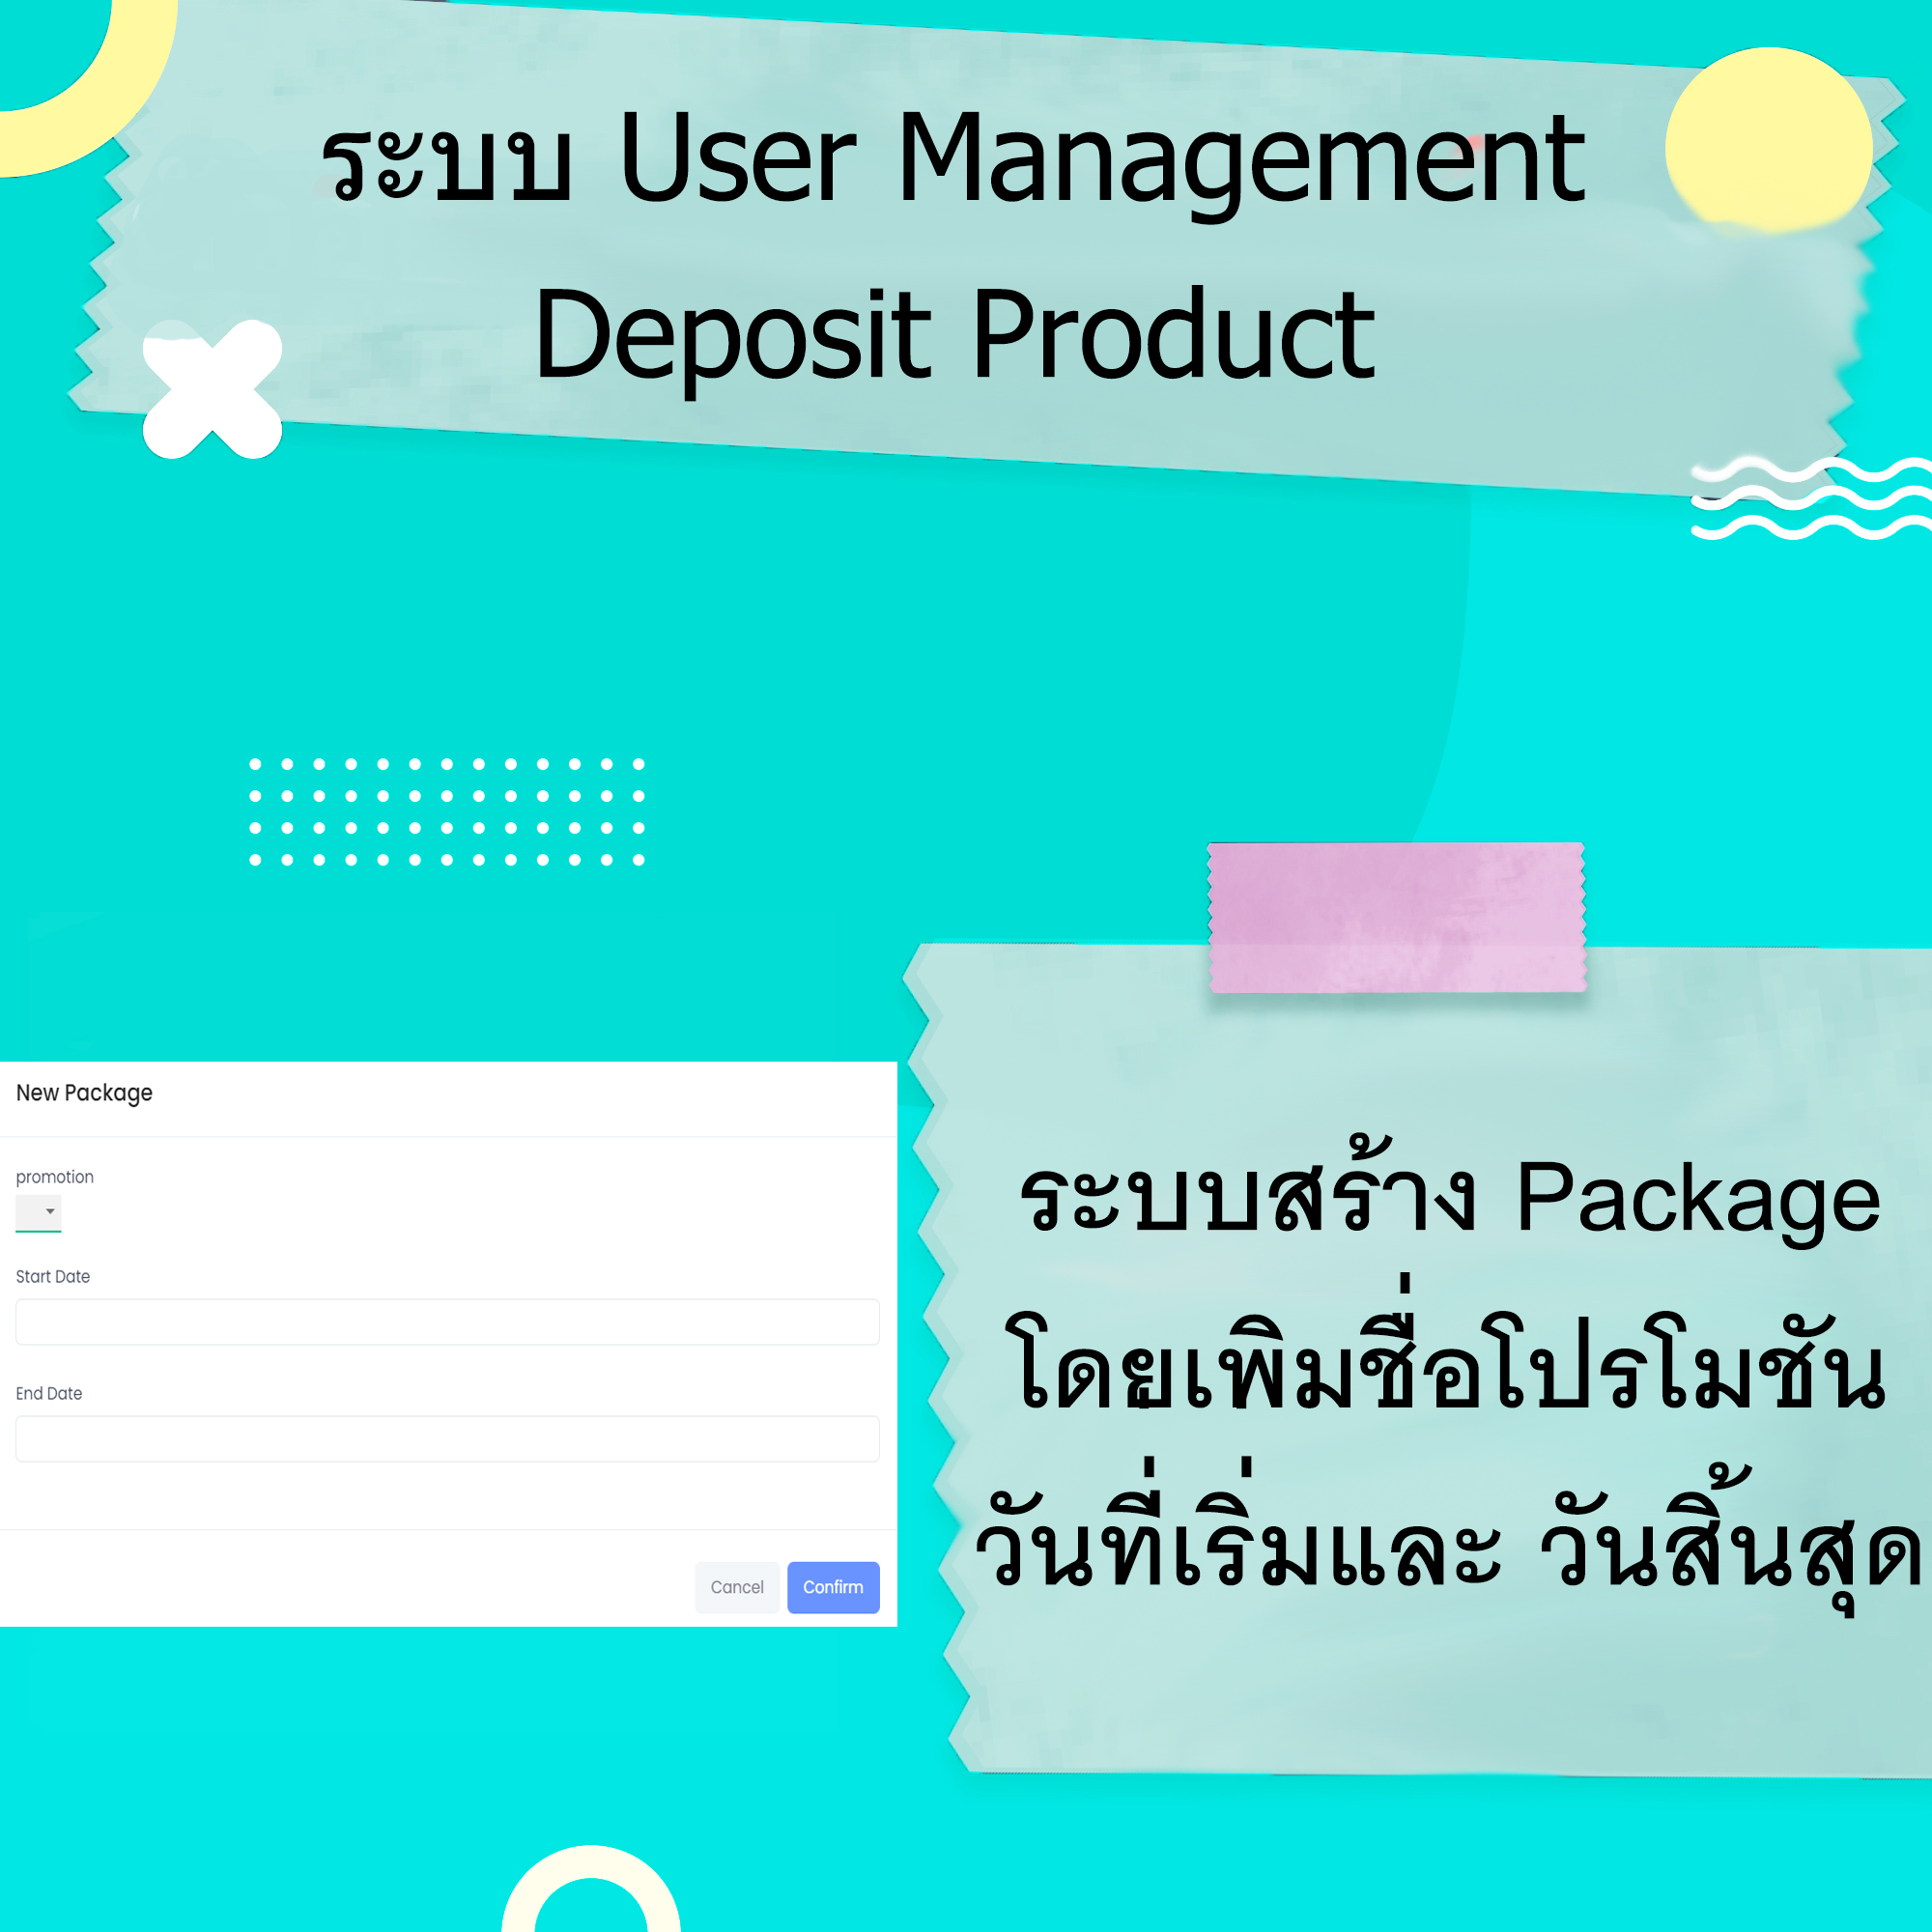 ระบบ User Management
Deposit Product
New Package
promotion
Start Date
End Date
Cancel
Confirm
ระบบสร้าง Package
โดยเพิมชื่อโปรโมชัน
วันที่เริ่มและ วันสิ้นสุด